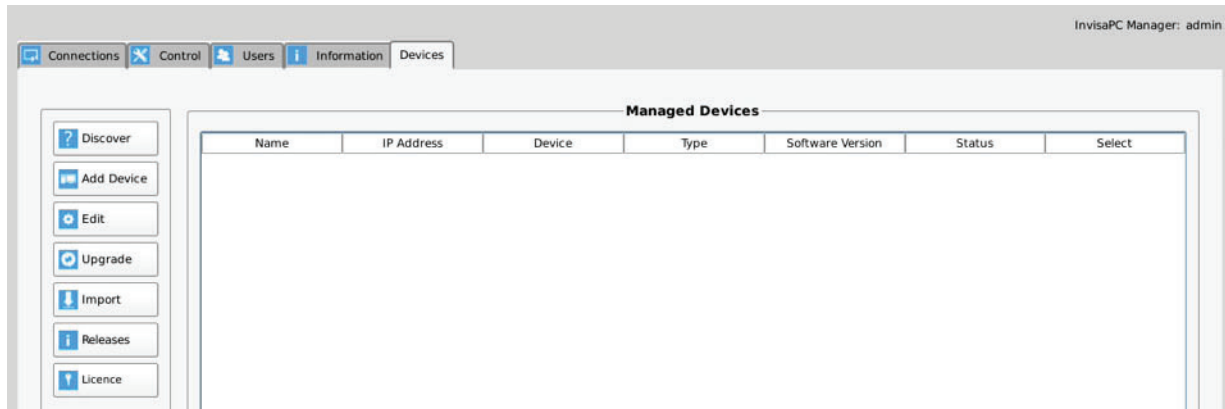 InvisaPC Manager: admin
Connections Control Users Information Devices
Managed Devices
Discover
Add Device
Edit
Upgrade
Import
Releases
Licence
Name IP Address Device Type Software Version Status Select